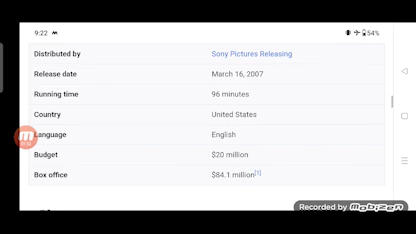 9:22 54%
Distributed by Sony Pictures Releasing
Release date March 16, 2007
Running time 96 minutes
Country United States
Language English
Budget $20 million
Box office $84.1 million[1]
Recorded by Mobizen